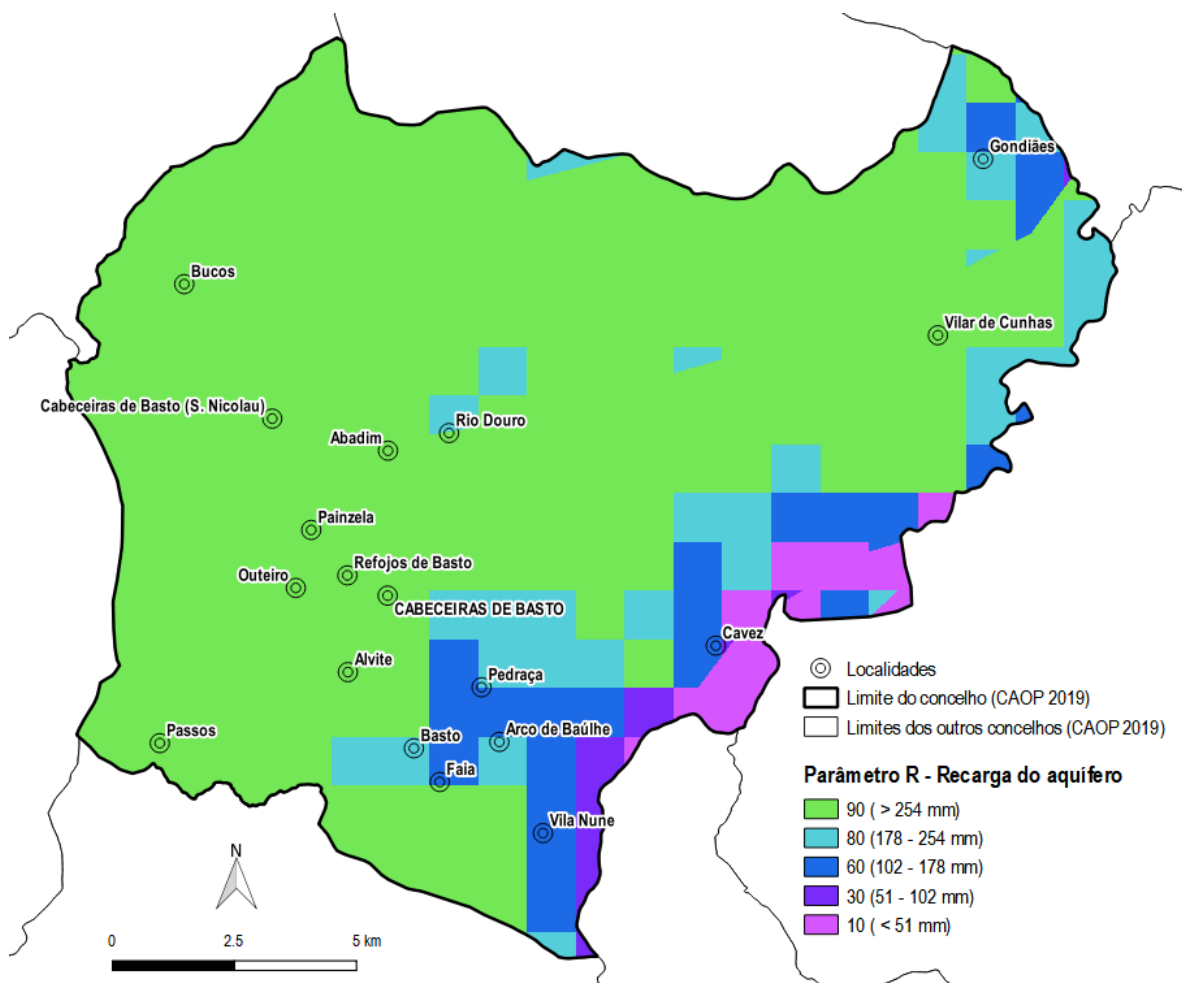 Gondiães
Bucos
Vilar de Cunhas
Cabeceiras de Basto (S. Nicolau)
Rio Douro
Abadim
Painzela
Refojos de Basto
Outeiro
CABECEIRAS DE BASTO
Cavez
Alvite
Pedraça
Passos
Basto
Arco de Baúlhe
Faia
Vila Nune
Localidades
Limite do concelho (CAOP 2019)
Limites dos outros concelhos (CAOP 2019)
Parâmetro R - Recarga do aquífero
90 ( > 254 mm)
80 (178 - 254 mm)
60 (102 - 178 mm)
30 (51 - 102 mm)
10 ( < 51 mm)
N
0 2.5 5 km